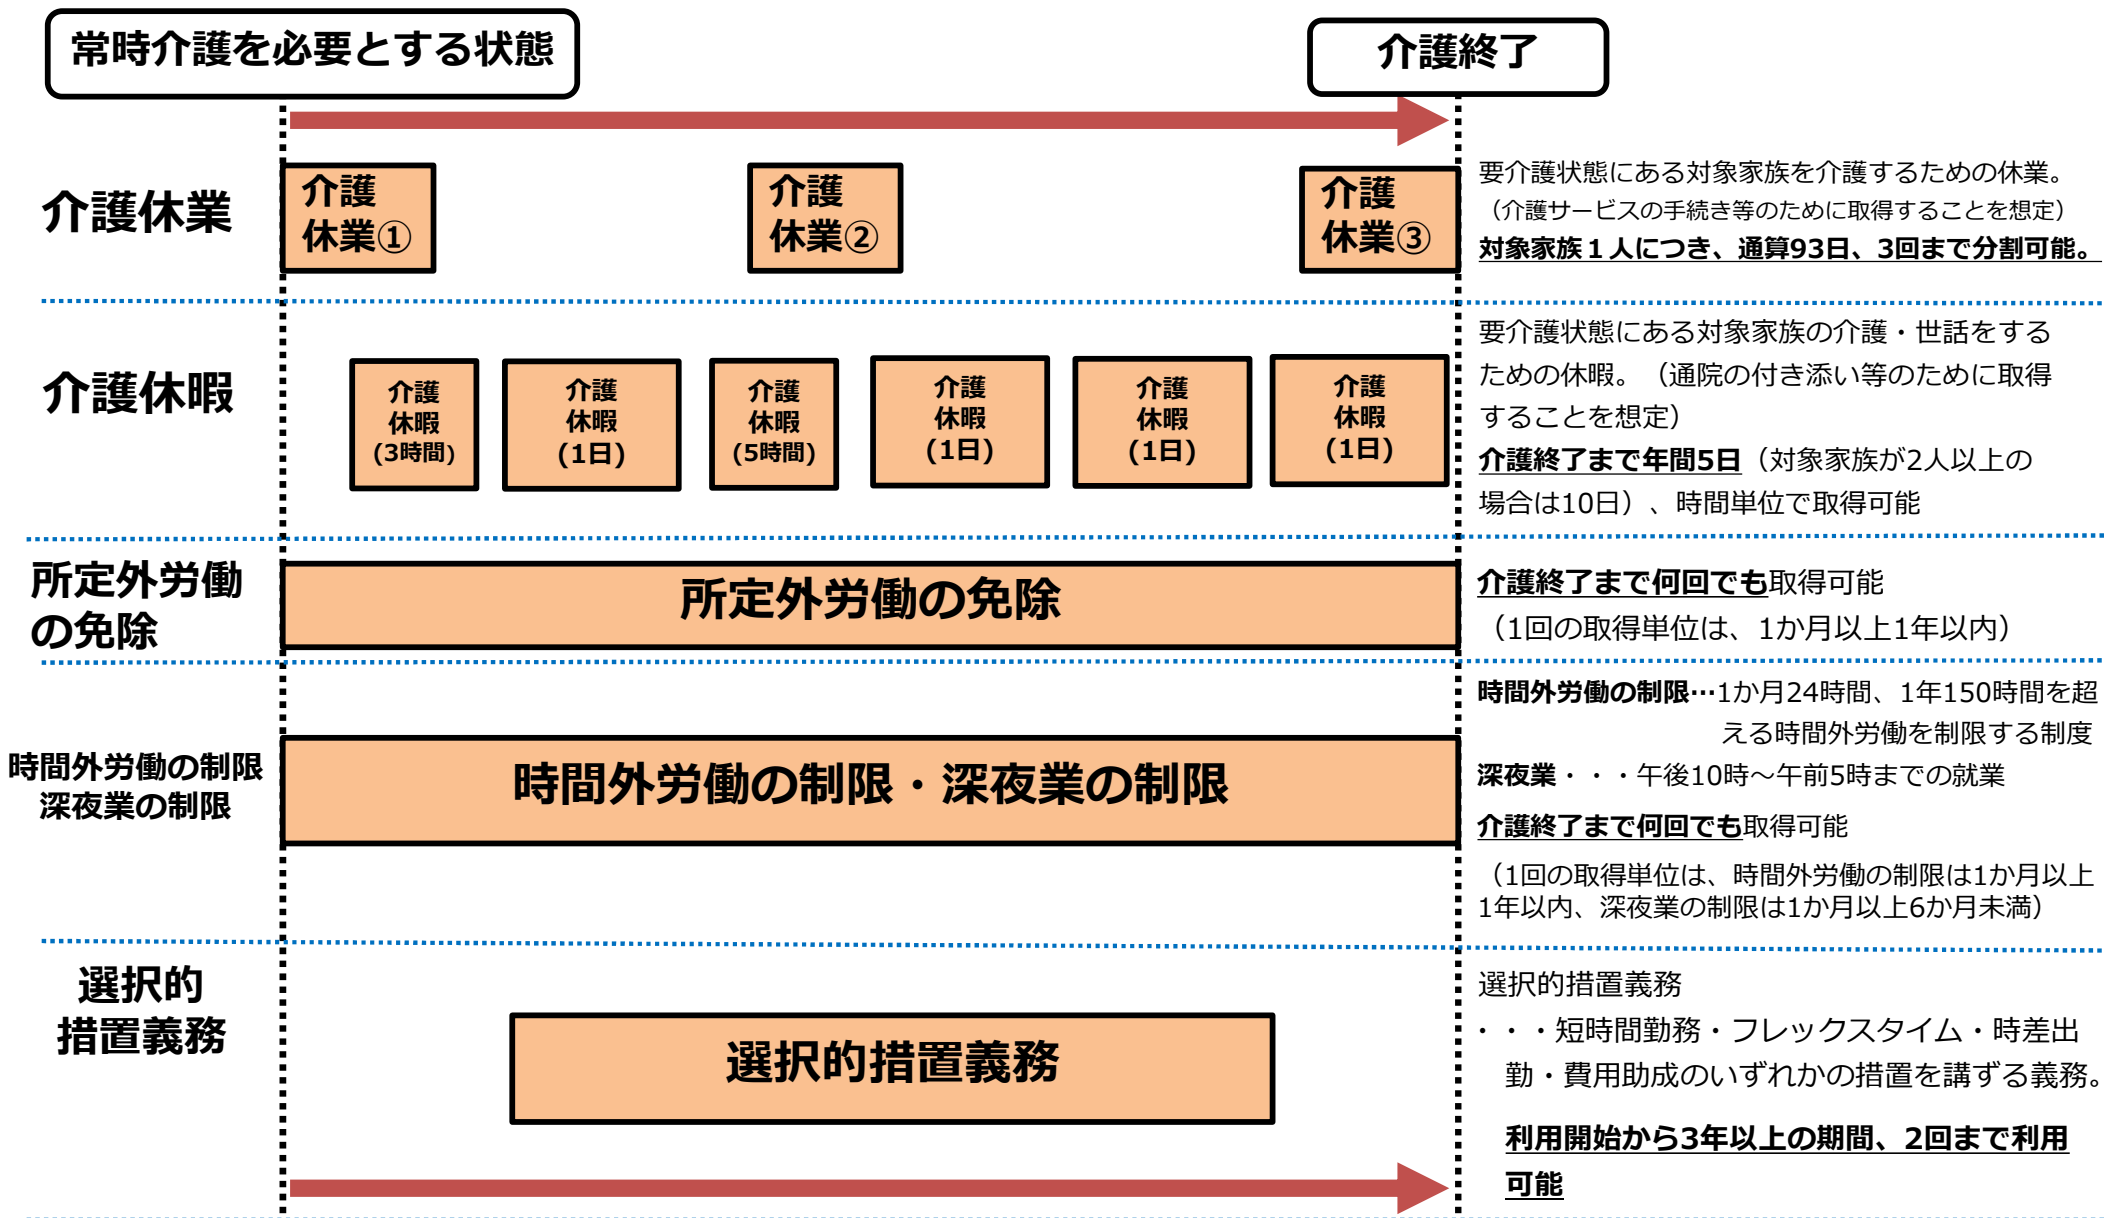 常時介護を必要とする状態
介護終了
介護休業
介護
休業①
介護
休業②
介護
休業③
要介護状態にある対象家族を介護するための休業。
（介護サービスの手続き等のために取得することを想定）
対象家族１人につき、通算93日、3回まで分割可能。
介護休暇
介護
休暇
(3時間)
介護
休暇
(1日)
介護
休暇
(5時間)
介護
休暇
(1日)
介護
休暇
(1日)
介護
休暇
(1日)
要介護状態にある対象家族の介護・世話をする
ための休暇。（通院の付き添い等のために取得
することを想定）
介護終了まで年間5日（対象家族が2人以上の
場合は10日）、時間単位で取得可能
所定外労働
の免除
所定外労働の免除
介護終了まで何回でも取得可能
（1回の取得単位は、1か月以上1年以内）
時間外労働の制限
深夜業の制限
時間外労働の制限・深夜業の制限
時間外労働の制限…1か月24時間、1年150時間を超
える時間外労働を制限する制度
深夜業・・・午後10時～午前5時までの就業
介護終了まで何回でも取得可能
（1回の取得単位は、時間外労働の制限は1か月以上
1年以内、深夜業の制限は1か月以上6か月未満）
選択的
措置義務
選択的措置義務
選択的措置義務
・・・短時間勤務・フレックスタイム・時差出
勤・費用助成のいずれかの措置を講ずる義務。
利用開始から3年以上の期間、2回まで利用
可能